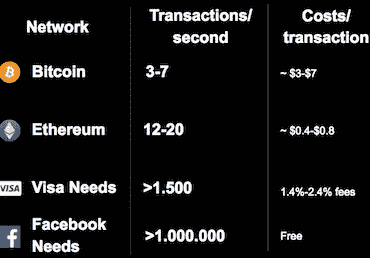 Network Transactions/ second Costs/ transaction
Bitcoin 3-7 ~ $3-$7
Ethereum 12-20 ~ $0.4-$0.8
VISA Visa Needs >1.500 1.4%-2.4% fees
Facebook Needs >1.000.000 Free